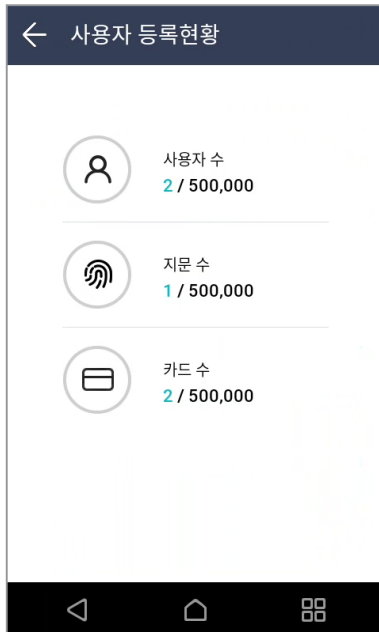 사용자 등록현황
사용자 수
2 / 500,000
지문 수
1 / 500,000
카드 수
2 / 500,000